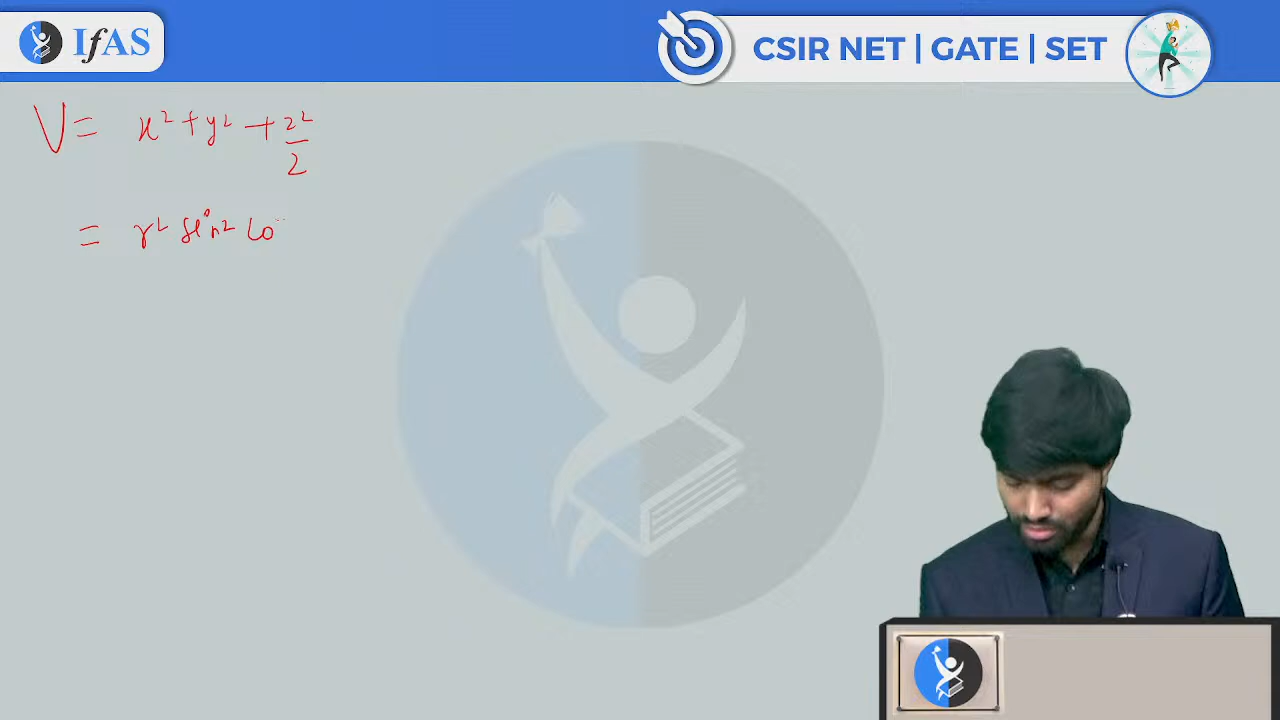 IfAS
CSIR NET | GATE | SET
V = x² + y² + z²/2
= r² sin² Co